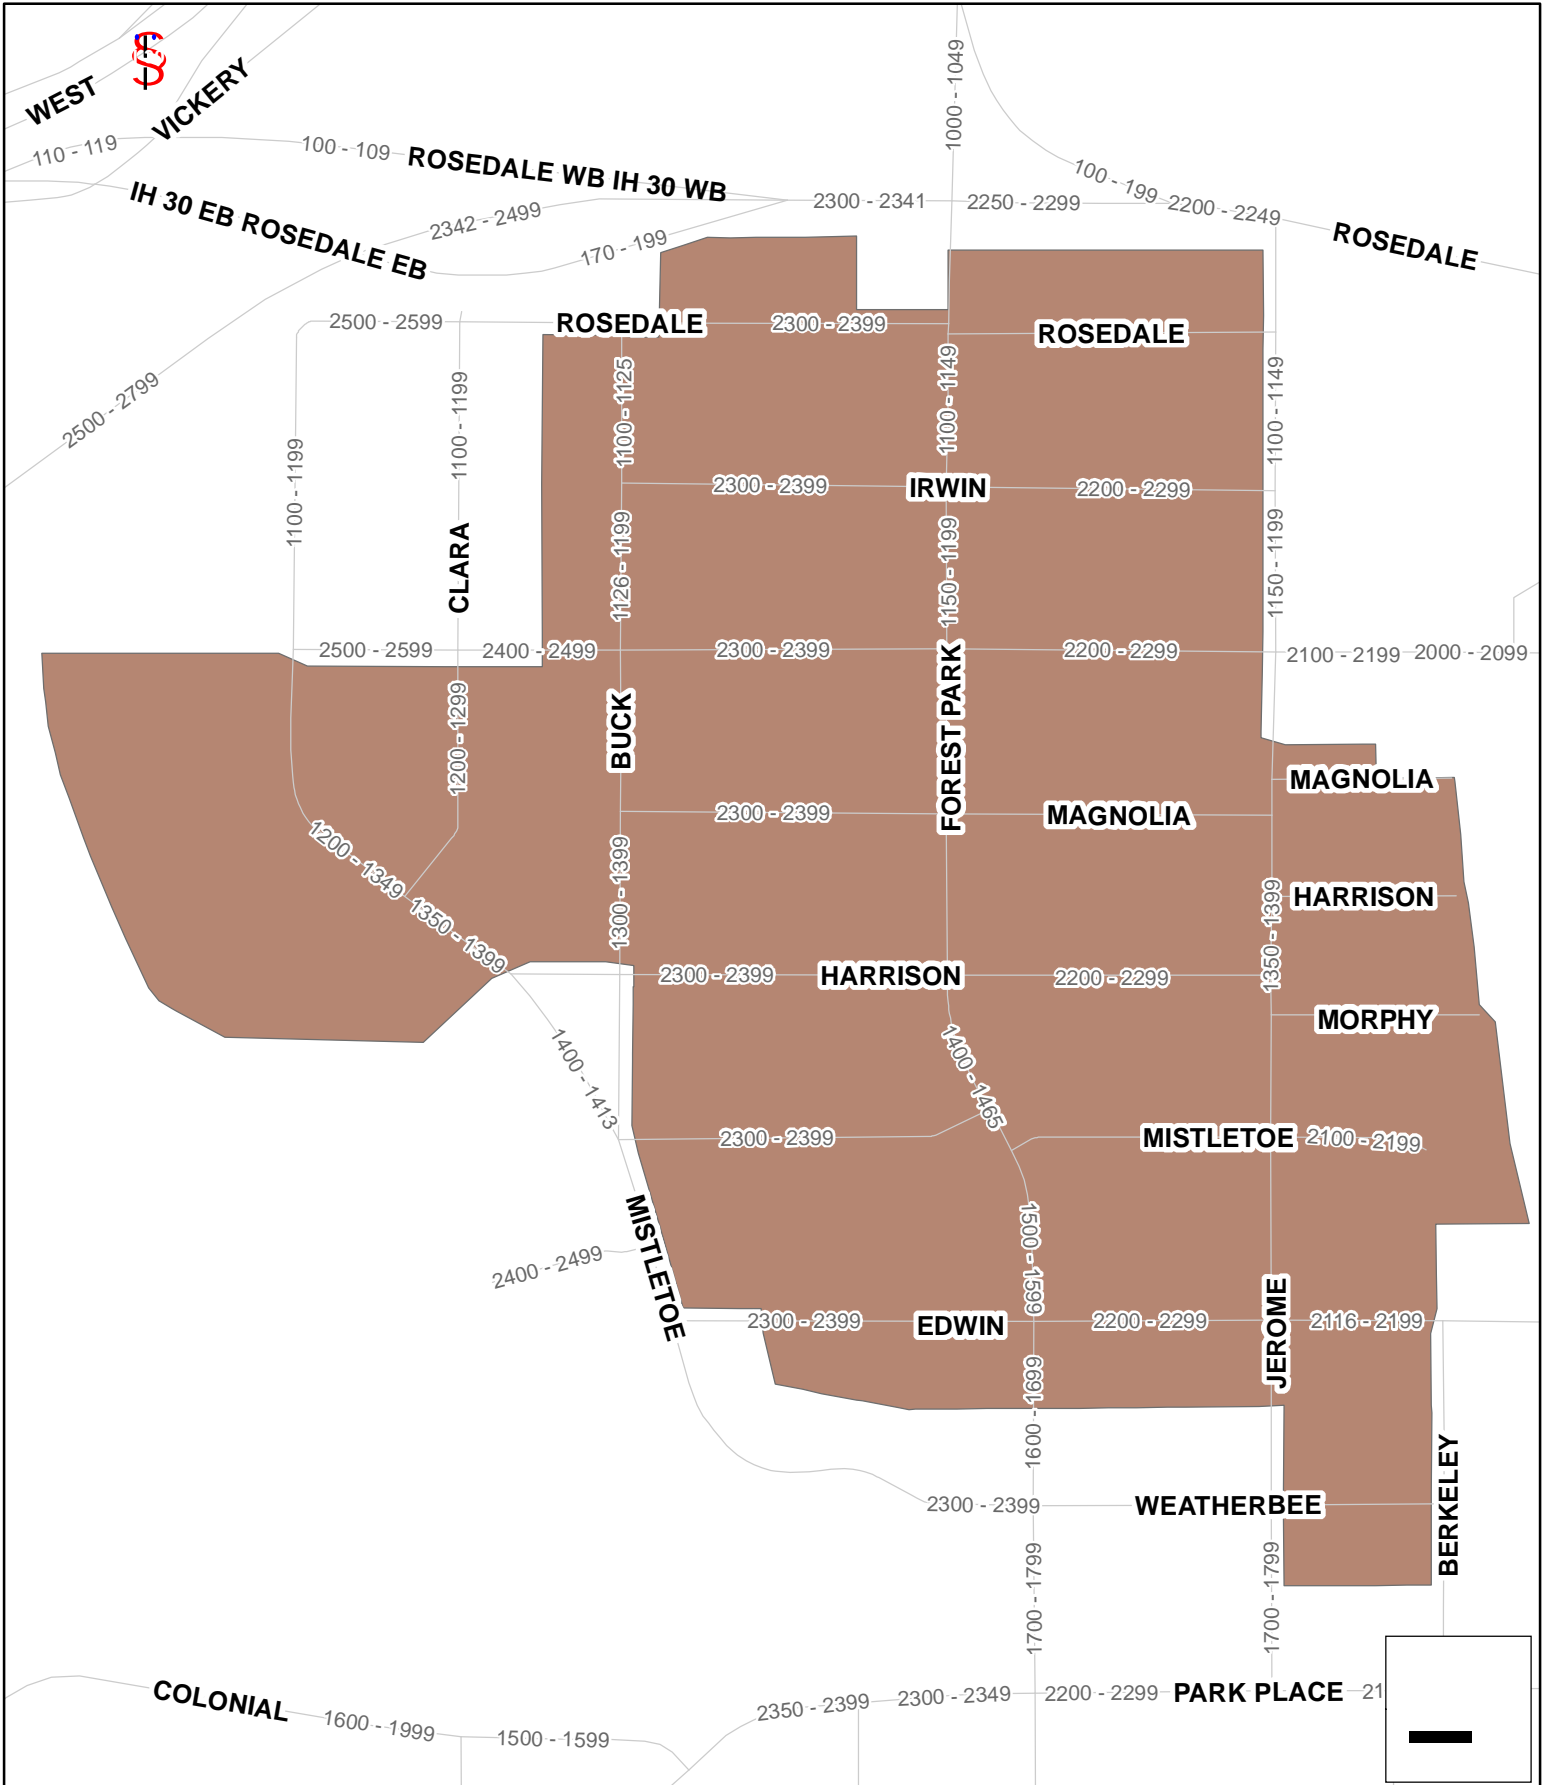 1000 - 1049
WEST
VICKERY
110 - 119
100 - 109
ROSEDALE WB IH 30 WB
100 - 199
IH 30 EB ROSEDALE EB
2342 - 2499
2300 - 2341
2250 - 2299
2200 - 2249
170 - 199
ROSEDALE
2500 - 2599
ROSEDALE
2300 - 2399
ROSEDALE
2500 - 2799
1100 - 1199
1100 - 1125
1100 - 1149
1100 - 1149
1100 - 1199
2300 - 2399
IRWIN
2200 - 2299
CLARA
1126 - 1199
1150 - 1199
1150 - 1199
2500 - 2599
2400 - 2499
2300 - 2399
2200 - 2299
2100 - 2199
2000 - 2099
1200 - 1299
BUCK
FOREST PARK
MAGNOLIA
2300 - 2399
MAGNOLIA
1200 - 1349
1300 - 1399
HARRISON
1350 - 1399
1350 - 1399
2300 - 2399
HARRISON
2200 - 2299
MORPHY
1400 - 1413
1400 - 1465
2300 - 2399
MISTLETOE
2100 - 2199
MISTLETOE
1500 - 1599
2400 - 2499
2300 - 2399
EDWIN
2200 - 2299
JEROME
2116 - 2199
1600 - 1699
BERKELEY
2300 - 2399
WEATHERBEE
1700 - 1799
1700 - 1799
COLONIAL
1600 - 1999
1500 - 1599
2350 - 2399
2300 - 2349
2200 - 2299
PARK PLACE
21